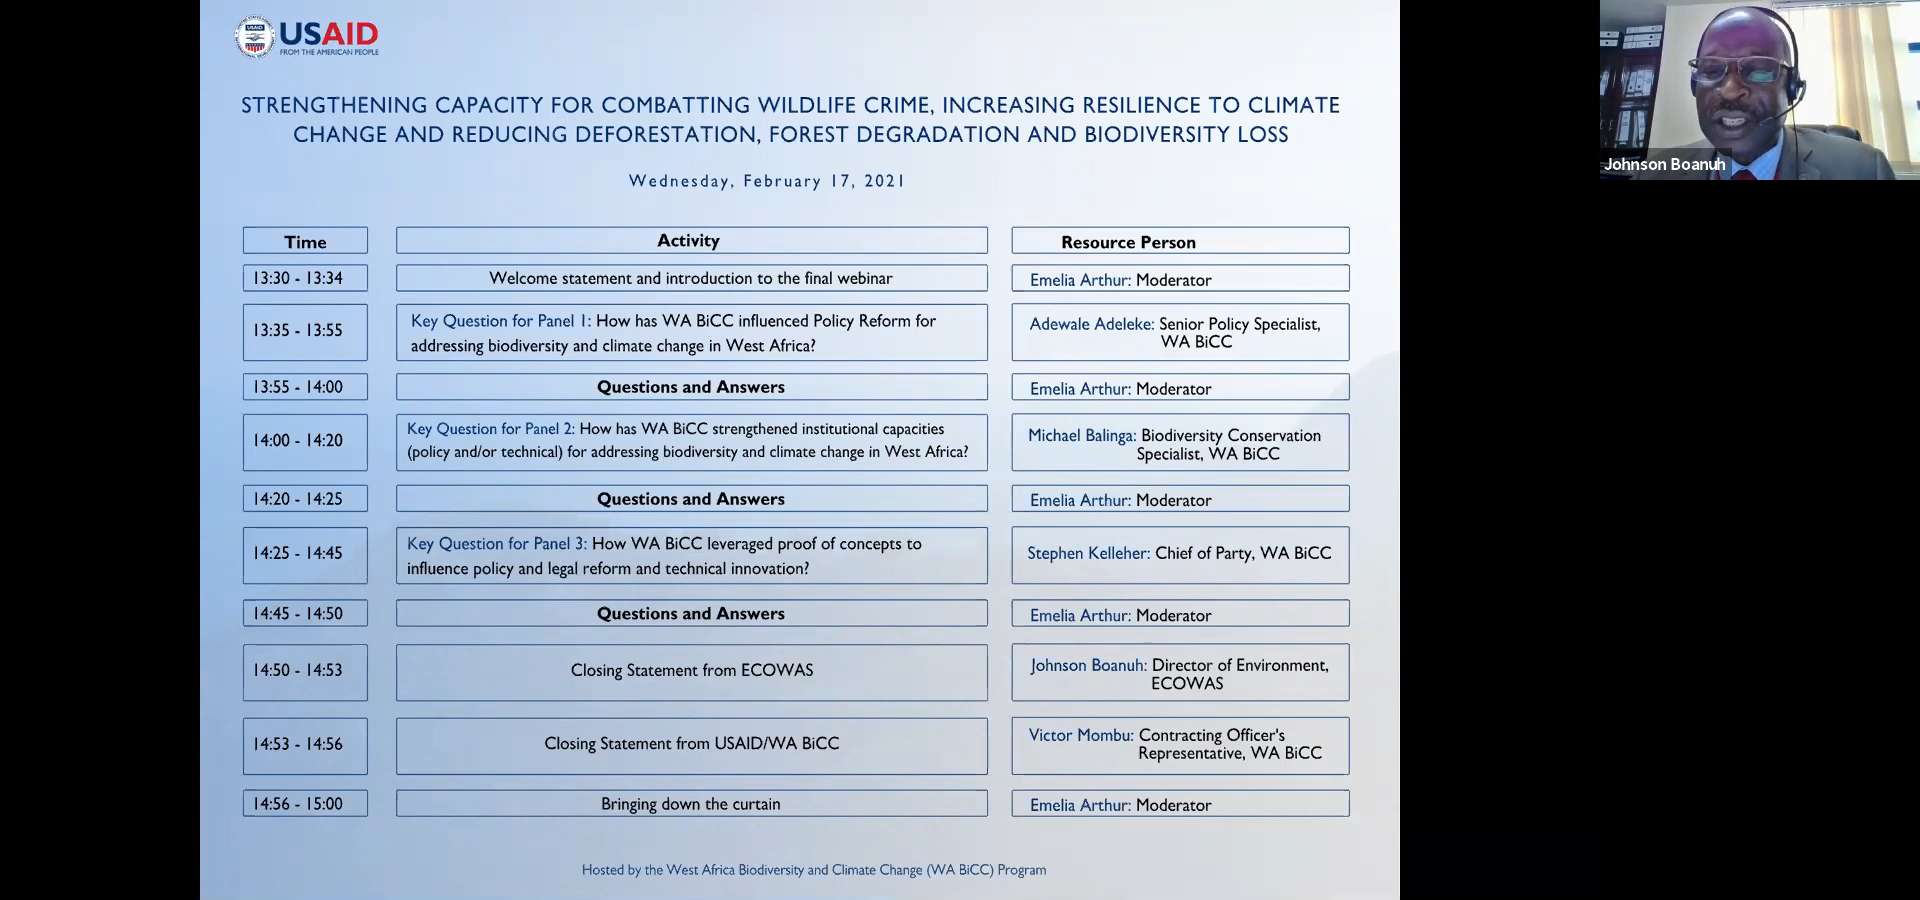 USAID
FROM THE AMERICAN PEOPLE
STRENGTHENING CAPACITY FOR COMBATTING WILDLIFE CRIME, INCREASING RESILIENCE TO CLIMATE
CHANGE AND REDUCING DEFORESTATION, FOREST DEGRADATION AND BIODIVERSITY LOSS
Wednesday, February 17, 2021
Time
Activity
Resource Person
13:30 - 13:34
Welcome statement and introduction to the final webinar
Emelia Arthur: Moderator
13:35 - 13:55
Key Question for Panel 1: How has WA BiCC influenced Policy Reform for
addressing biodiversity and climate change in West Africa?
Adewale Adeleke: Senior Policy Specialist,
WA BiCC
13:55 - 14:00
Questions and Answers
Emelia Arthur: Moderator
14:00 - 14:20
Key Question for Panel 2: How has WA BiCC strengthened institutional capacities
(policy and/or technical) for addressing biodiversity and climate change in West Africa?
Michael Balinga: Biodiversity Conservation
Specialist, WA BiCC
14:20 - 14:25
Questions and Answers
Emelia Arthur: Moderator
14:25 - 14:45
Key Question for Panel 3: How WA BiCC leveraged proof of concepts to
influence policy and legal reform and technical innovation?
Stephen Kelleher: Chief of Party, WA BiCC
14:45 - 14:50
Questions and Answers
Emelia Arthur: Moderator
14:50 - 14:53
Closing Statement from ECOWAS
Johnson Boanuh: Director of Environment,
ECOWAS
14:53 - 14:56
Closing Statement from USAID/WA BiCC
Victor Mombu: Contracting Officer's
Representative, WA BiCC
14:56 - 15:00
Bringing down the curtain
Emelia Arthur: Moderator
Hosted by the West Africa Biodiversity and Climate Change (WA BiCC) Program
Johnson Boanuh